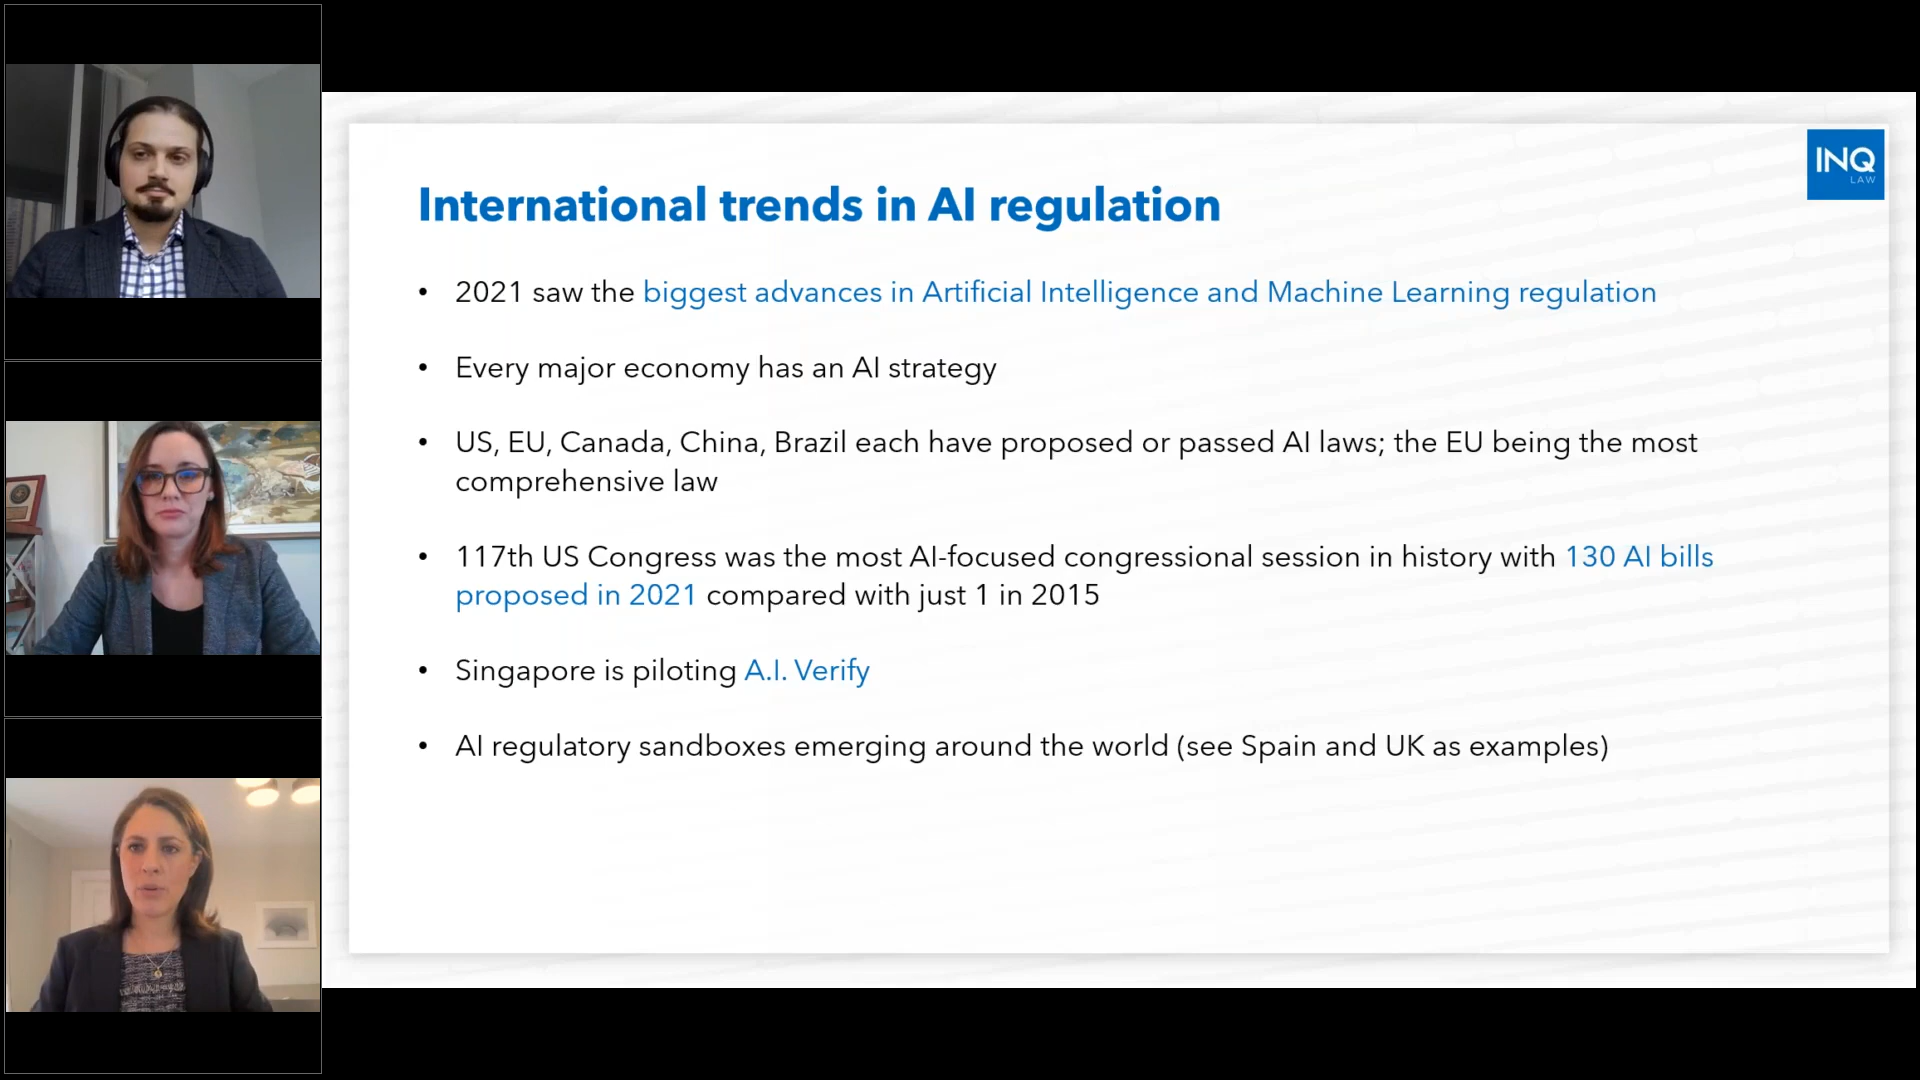 INQ
LAW
International trends in AI regulation
• 2021 saw the biggest advances in Artificial Intelligence and Machine Learning regulation
• Every major economy has an AI strategy
• US, EU, Canada, China, Brazil each have proposed or passed AI laws; the EU being the most
comprehensive law
• 117th US Congress was the most AI-focused congressional session in history with 130 AI bills
proposed in 2021 compared with just 1 in 2015
• Singapore is piloting A.I. Verify
• AI regulatory sandboxes emerging around the world (see Spain and UK as examples)